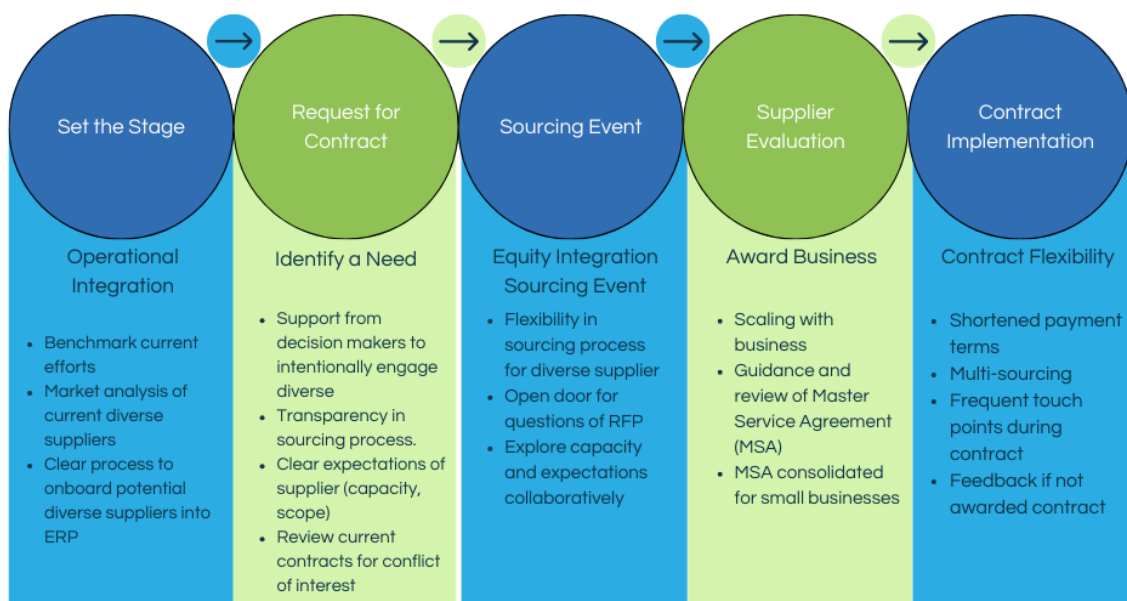 Set the Stage
Operational
Integration
• Benchmark current
efforts
• Market analysis of
current diverse
suppliers
• Clear process to
onboard potential
diverse suppliers into
ERP
Request for
Contract
Identify a Need
• Support from
decision makers to
intentionally engage
diverse
• Transparency in
sourcing process.
• Clear expectations of
supplier (capacity,
scope)
• Review current
contracts for conflict
of interest
Sourcing Event
Equity Integration
Sourcing Event
• Flexibility in
sourcing process
for diverse supplier
• Open door for
questions of RFP
• Explore capacity
and expectations
collaboratively
Supplier
Evaluation
Award Business
• Scaling with
business
• Guidance and
review of Master
Service Agreement
(MSA)
• MSA consolidated
for small businesses
Contract
Implementation
Contract Flexibility
• Shortened payment
terms
• Multi-sourcing
• Frequent touch
points during
contract
• Feedback if not
awarded contract